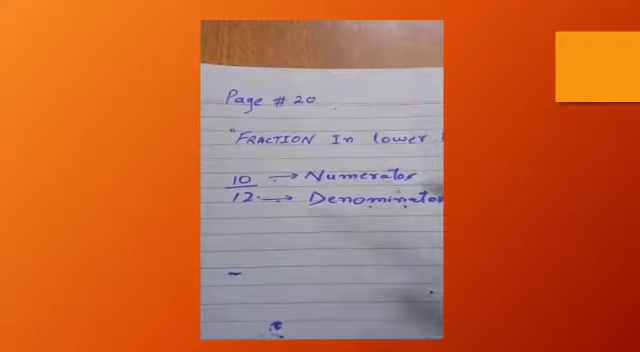 Page # 20
"FRACTION In lower
10 → Numerator
12 → Denominator